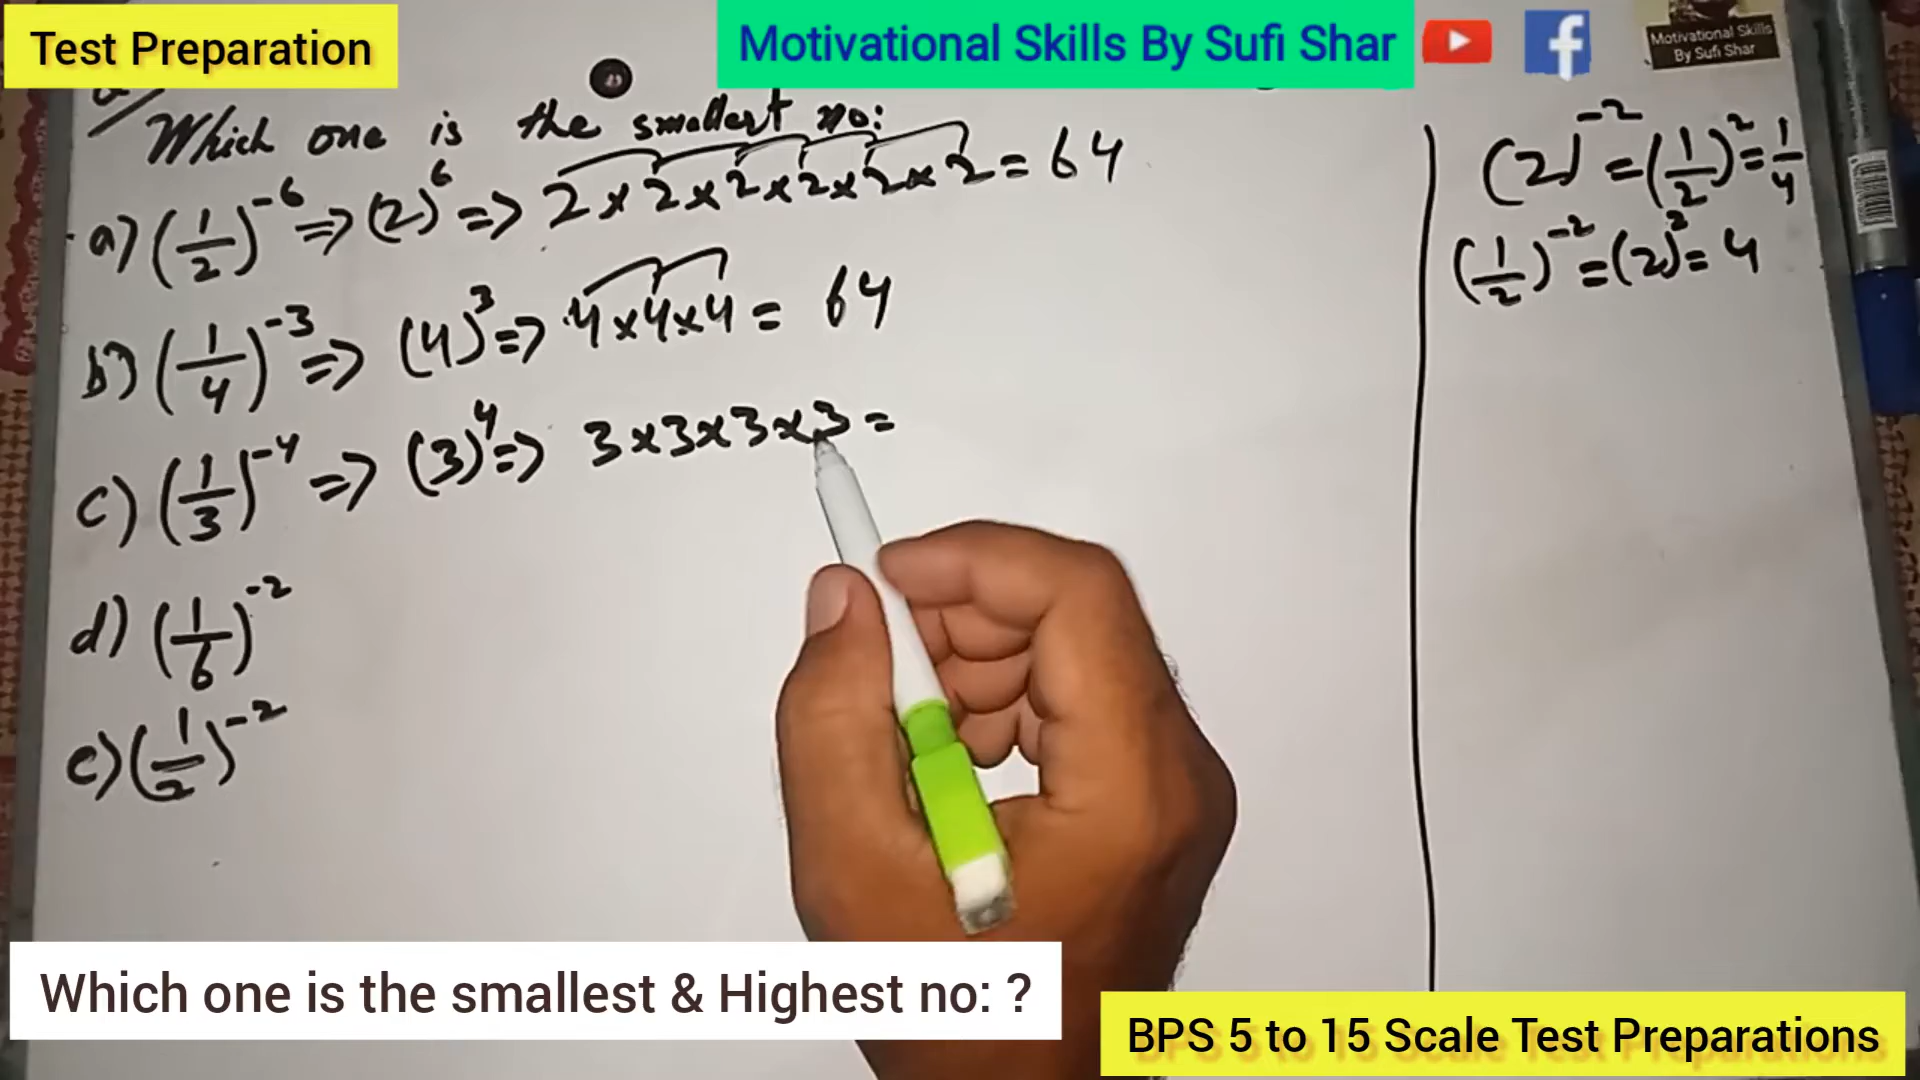 Test Preparation
Motivational Skills By Sufi Shar
Motivational Skills
By Sufi Shar
Which one is the smallest no:
a) (1/2)^-6 => (2)^6 => 2x2x2x2x2x2 = 64
b) (1/4)^-3 => (4)^3 => 4x4x4 = 64
c) (1/3)^-4 => (3)^4 => 3x3x3x3 =
d) (1/6)^-2
e) (1/2)^-2
(2)^-2 = (1/2)^2 = 1/4
(1/2)^-2 = (2)^2 = 4
Which one is the smallest & Highest no: ?
BPS 5 to 15 Scale Test Preparations